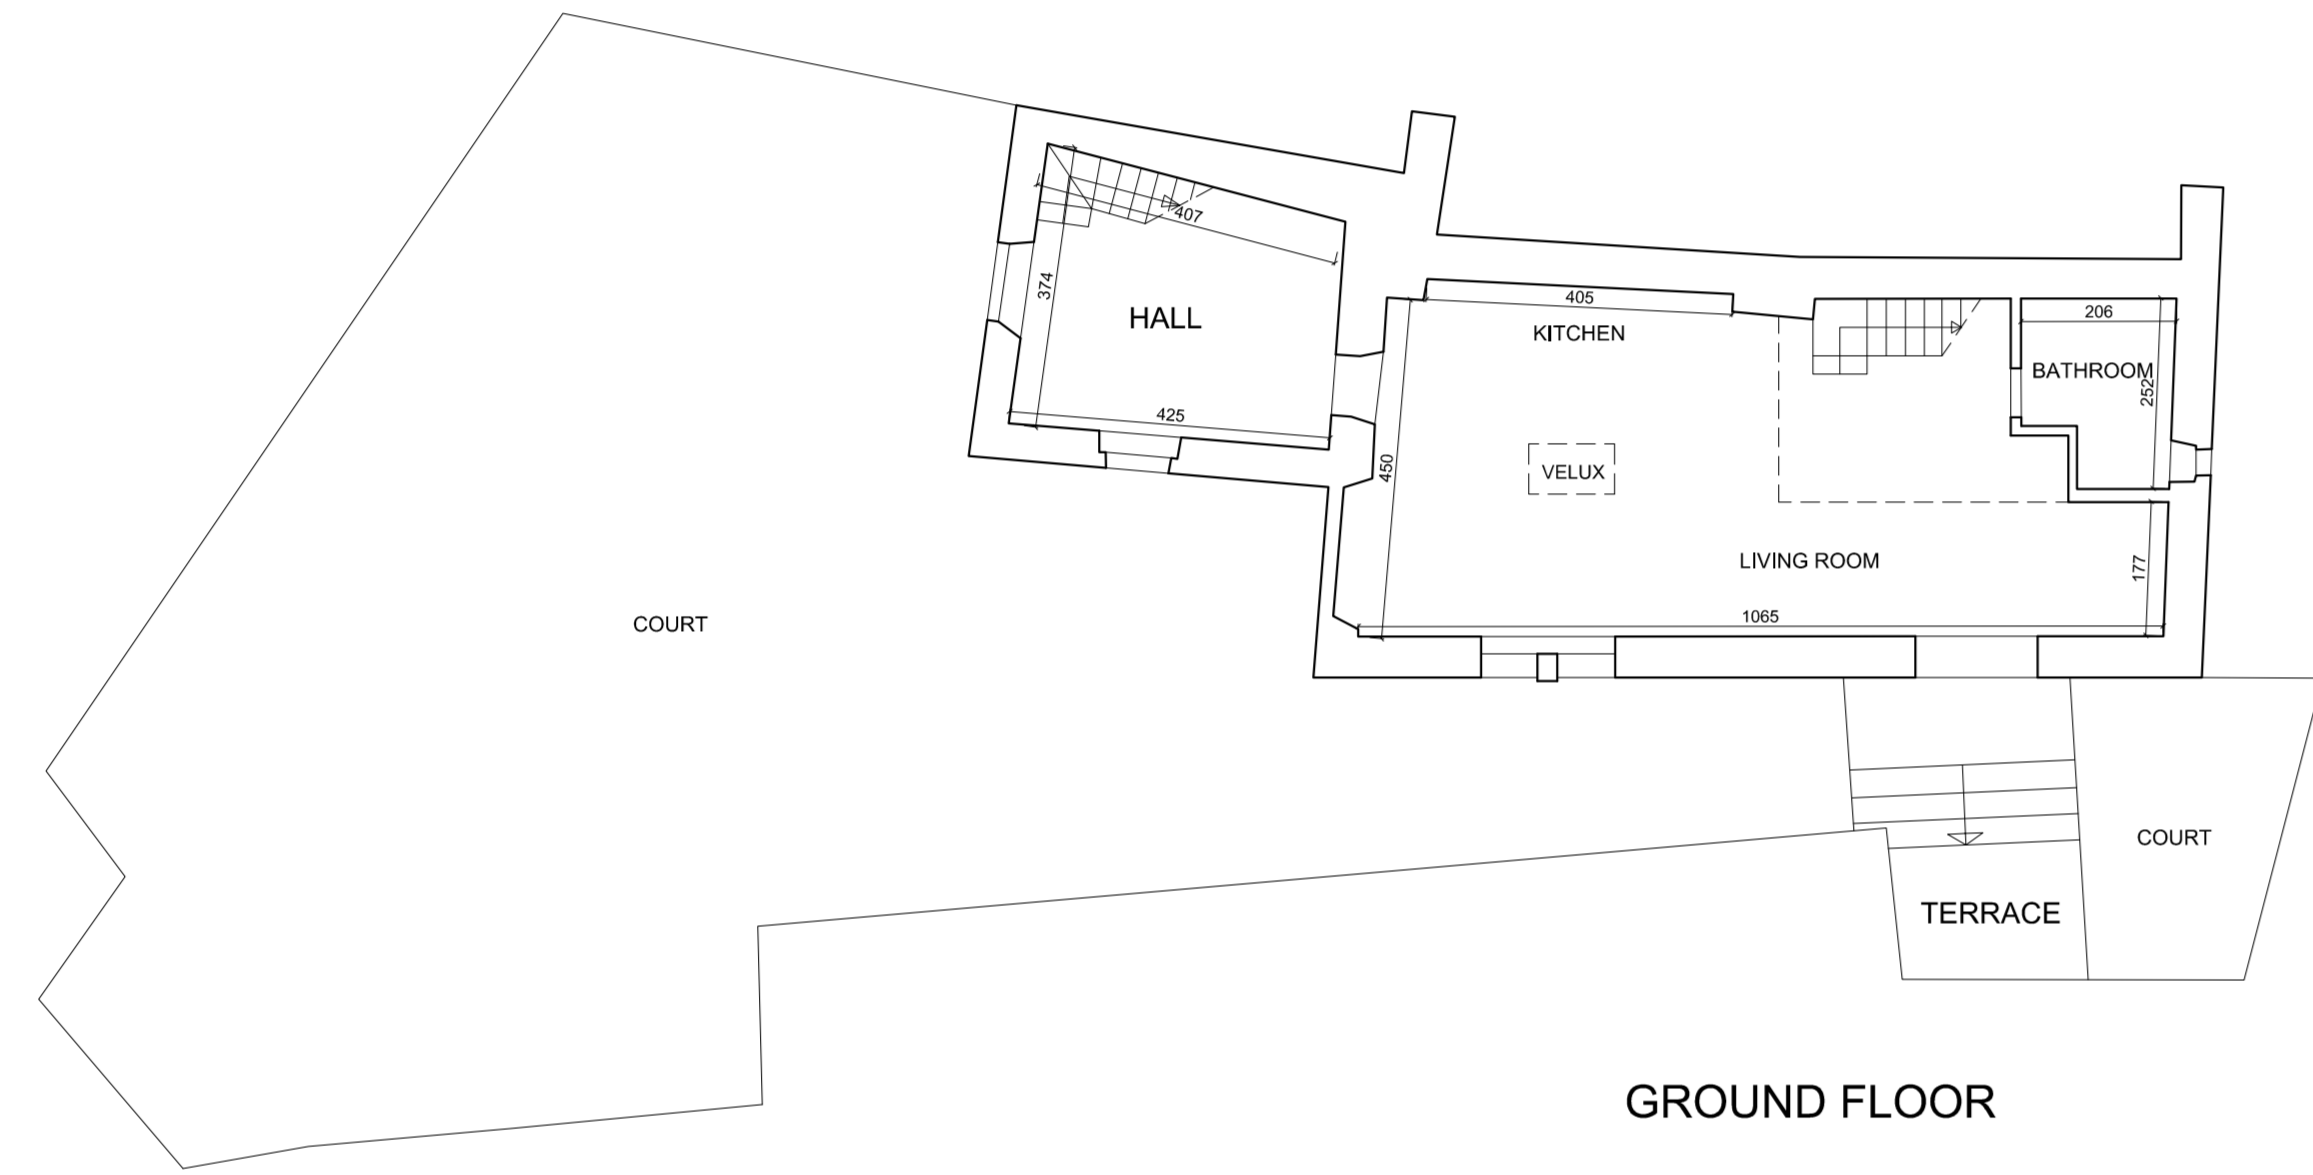 407
374
HALL
405
206
KITCHEN
BATHROOM
252
425
450
VELUX
LIVING ROOM
177
1065
COURT
COURT
TERRACE
GROUND FLOOR